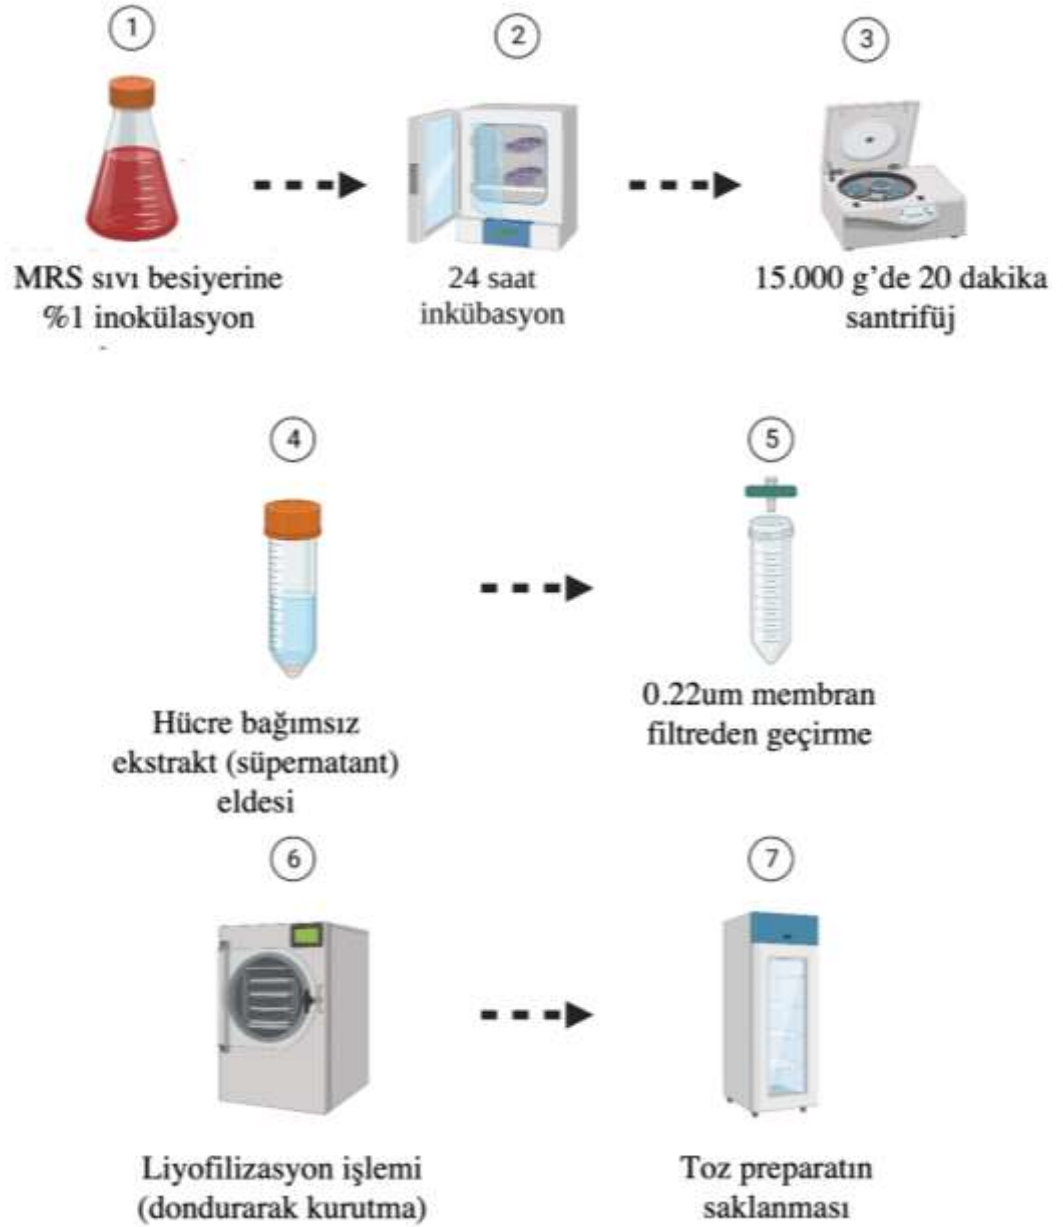 1
2
3
MRS sıvı besiyerine
%1 inokülasyon
24 saat
inkübasyon
15.000 g’de 20 dakika
santrifüj
4
5
Hücre bağımsız
ekstrakt (süpernatant)
eldesi
0.22um membran
filtreden geçirme
6
7
Liyofilizasyon işlemi
(dondurarak kurutma)
Toz preparatın
saklanması